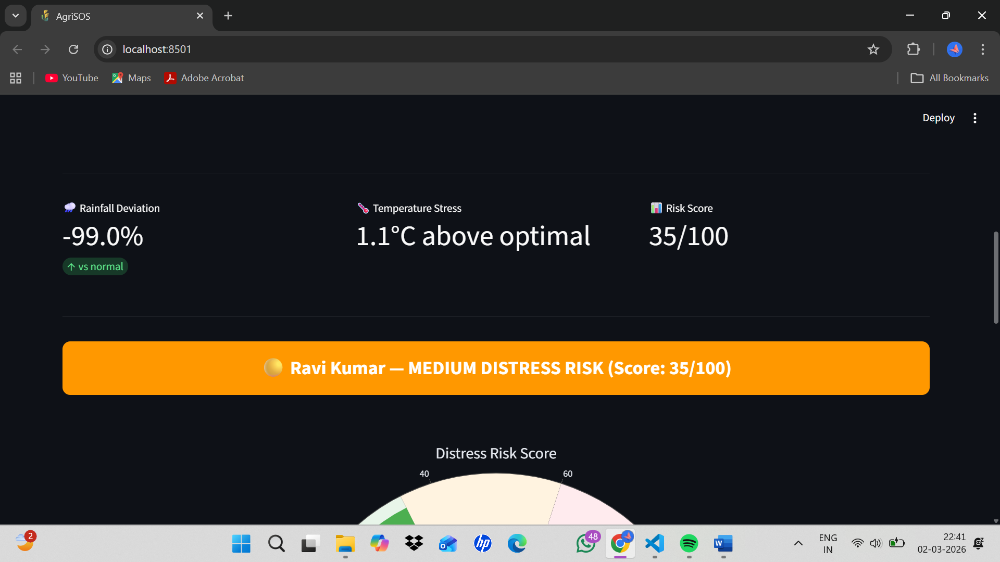 AgriSOS
localhost:8501
YouTube
Maps
Adobe Acrobat
All Bookmarks
Deploy
Rainfall Deviation
-99.0%
↑ vs normal
Temperature Stress
1.1°C above optimal
Risk Score
35/100
Ravi Kumar — MEDIUM DISTRESS RISK (Score: 35/100)
Distress Risk Score
40
60
2
hp
48
W
ENG
IN
22:41
02-03-2026